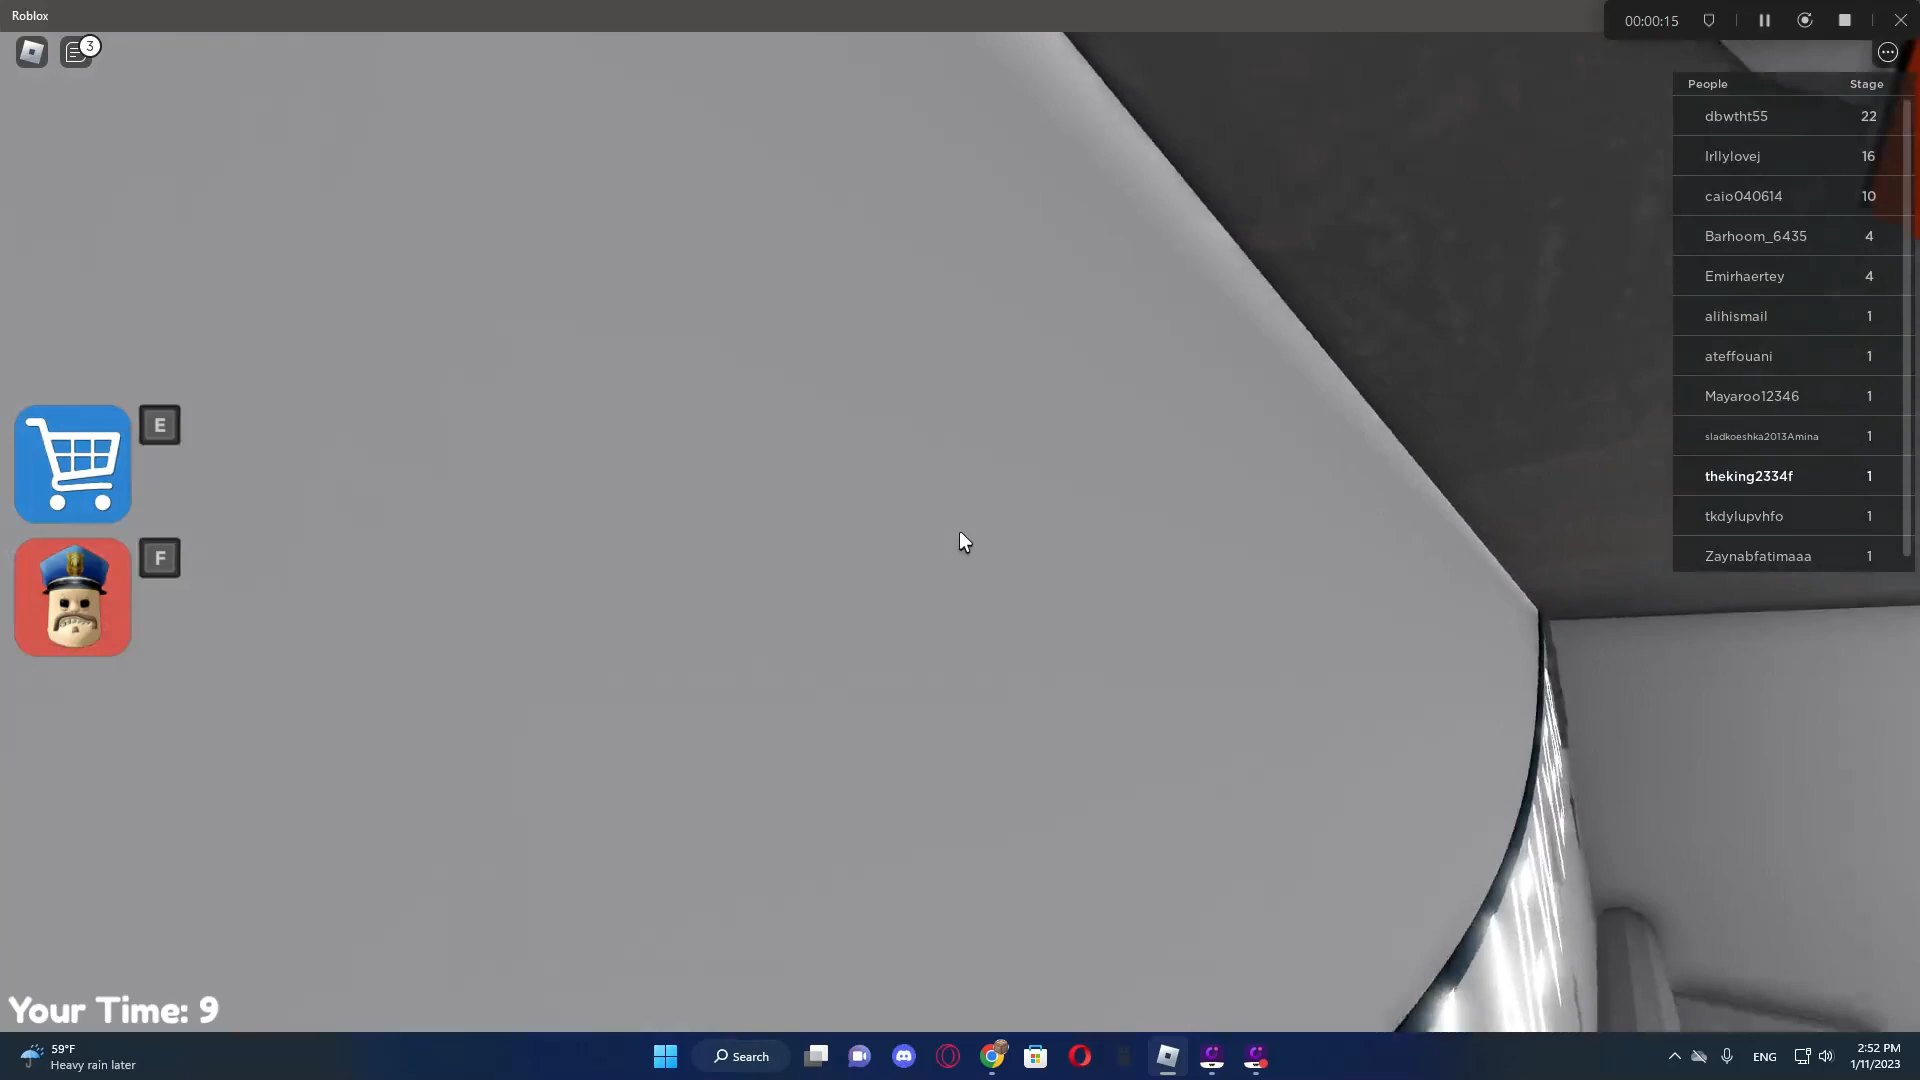 Roblox
00:00:15
3
People Stage
dbwtht55 22
Irllylovej 16
caio040614 10
Barhoom_6435 4
Emirhaertey 4
alihismail 1
ateffouani 1
Mayaroo12346 1
sladkoeshka2013Amina 1
theking2334f 1
tkdylupvhfo 1
Zaynabfatimaaa 1
E
F
Your Time: 9
59°F
Heavy rain later
Search
ENG
2:52 PM
1/11/2023